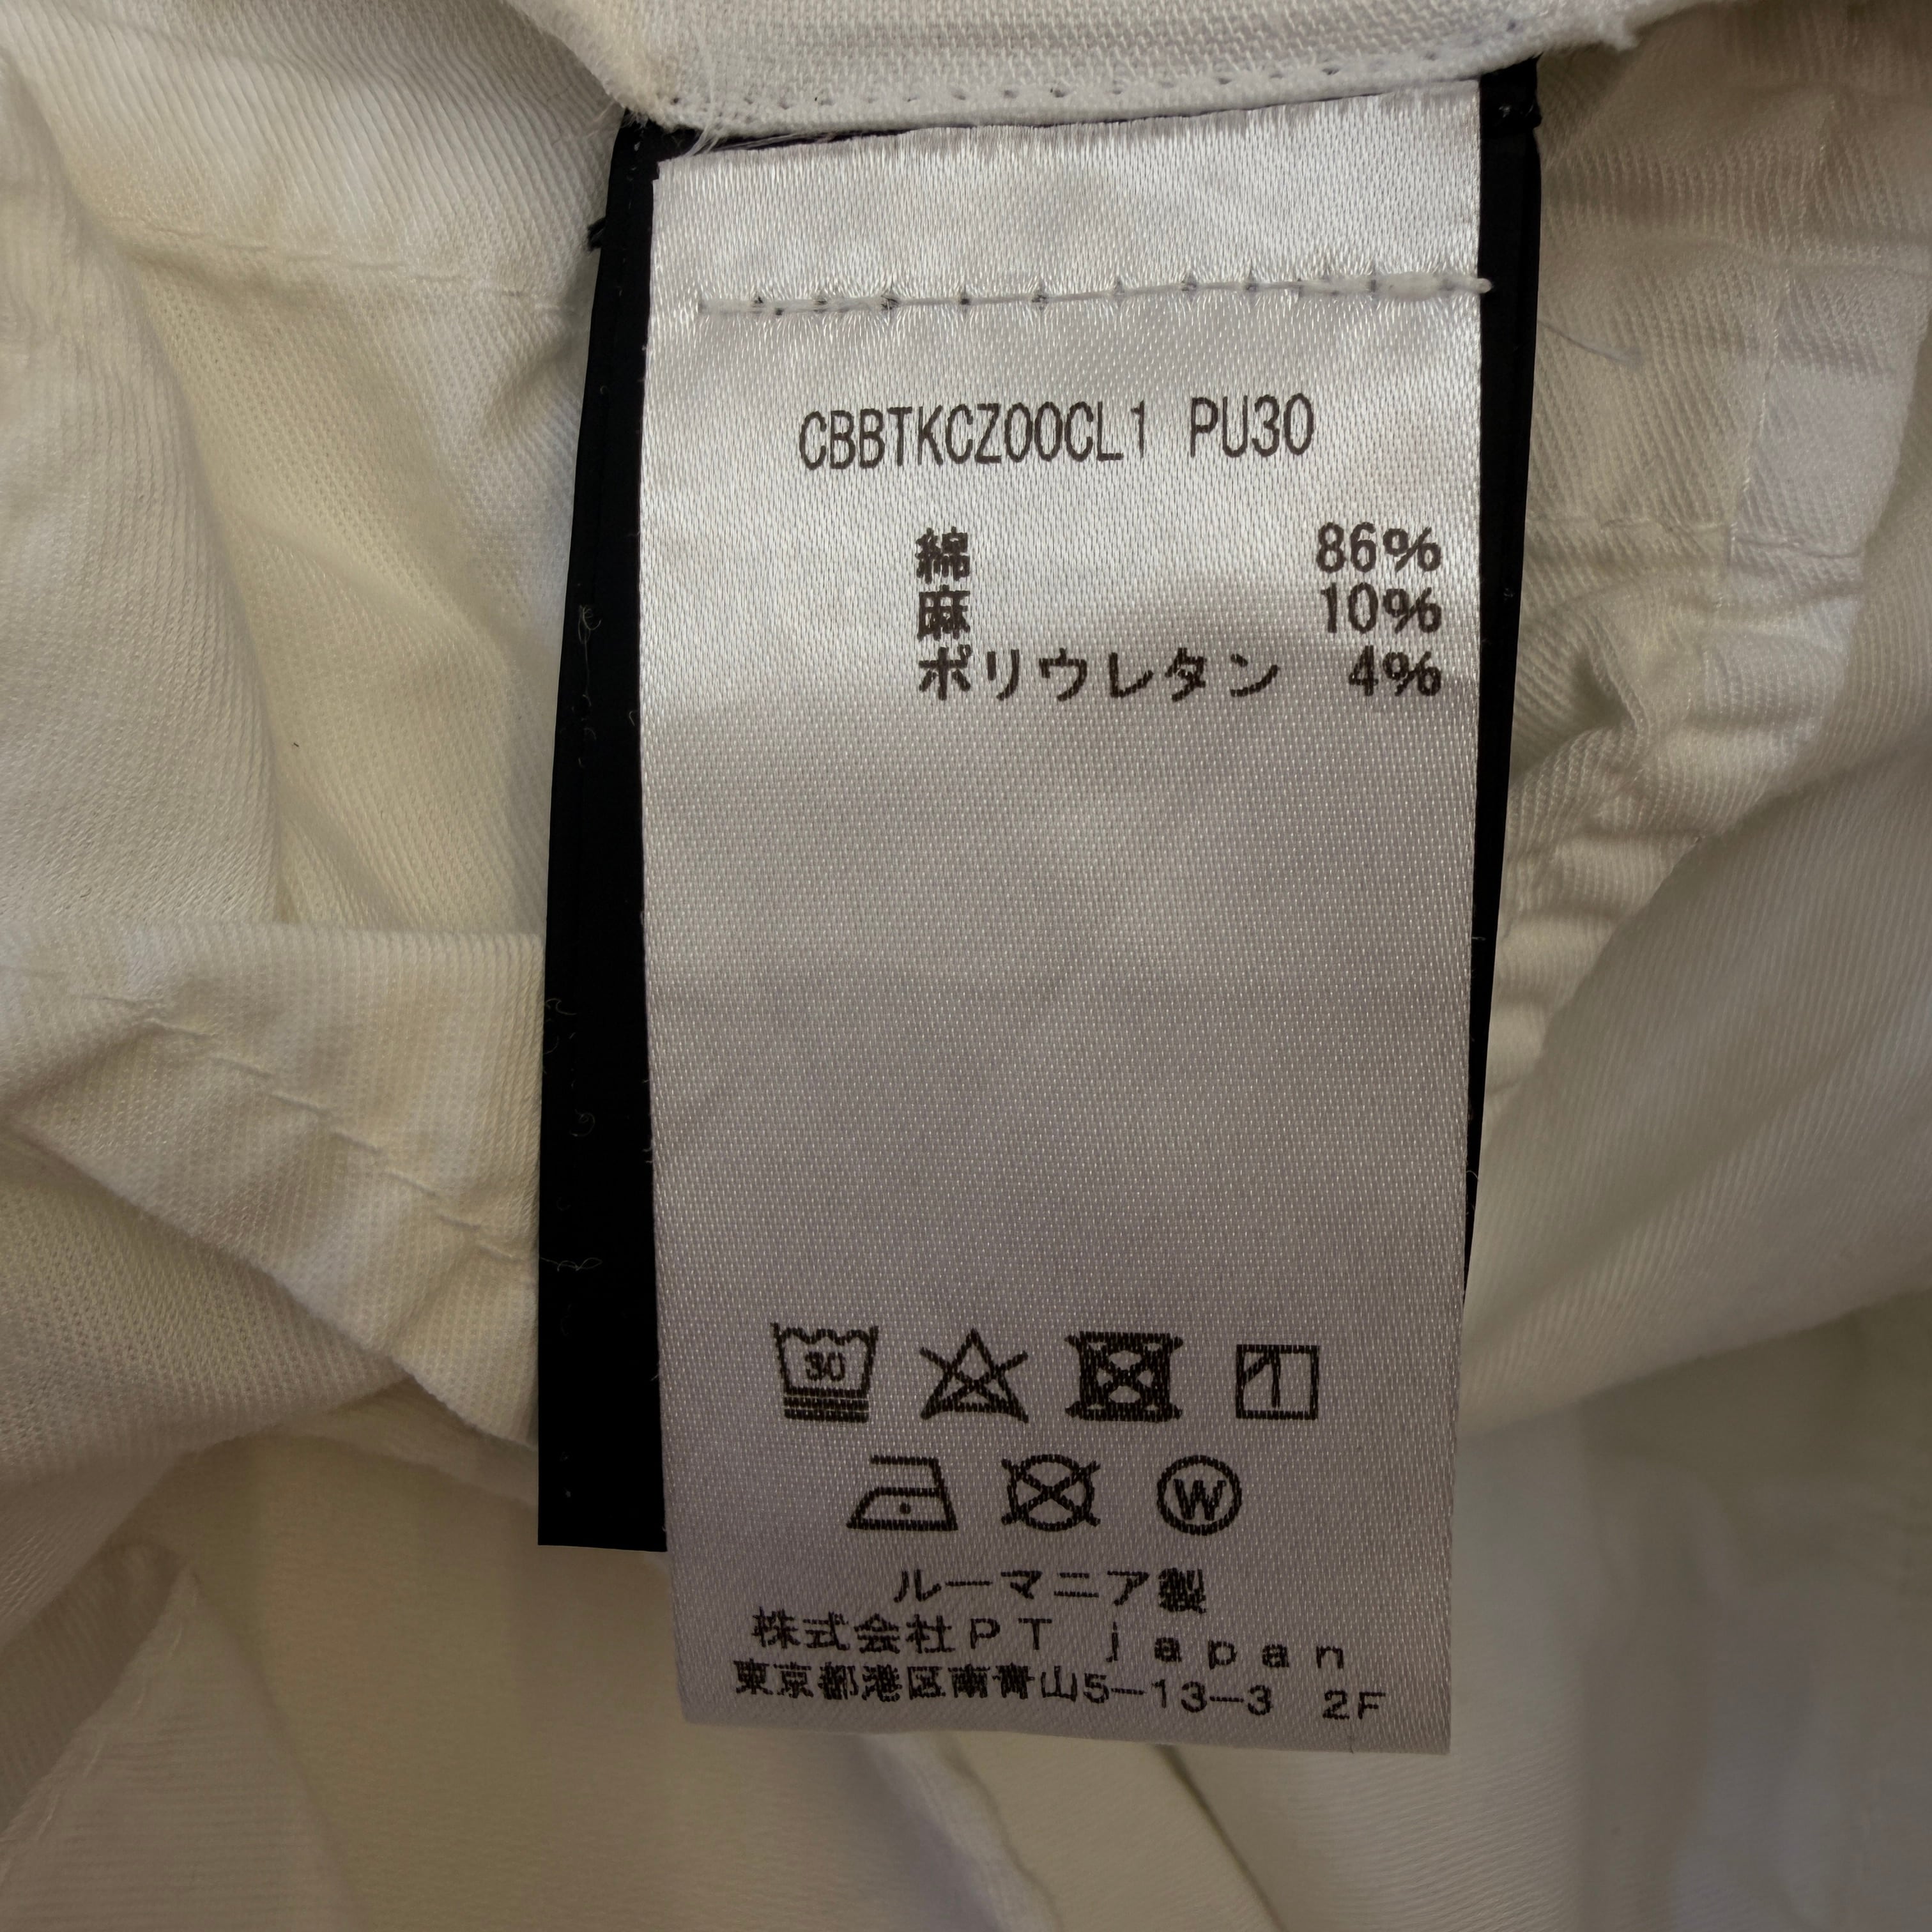 CBBTKCZ00CL1 PU30
綿 86%
麻 10%
ポリウレタン 4%
30
W
ルーマニア製
株式会社PT japan
東京都港区南青山5-13-3 2F